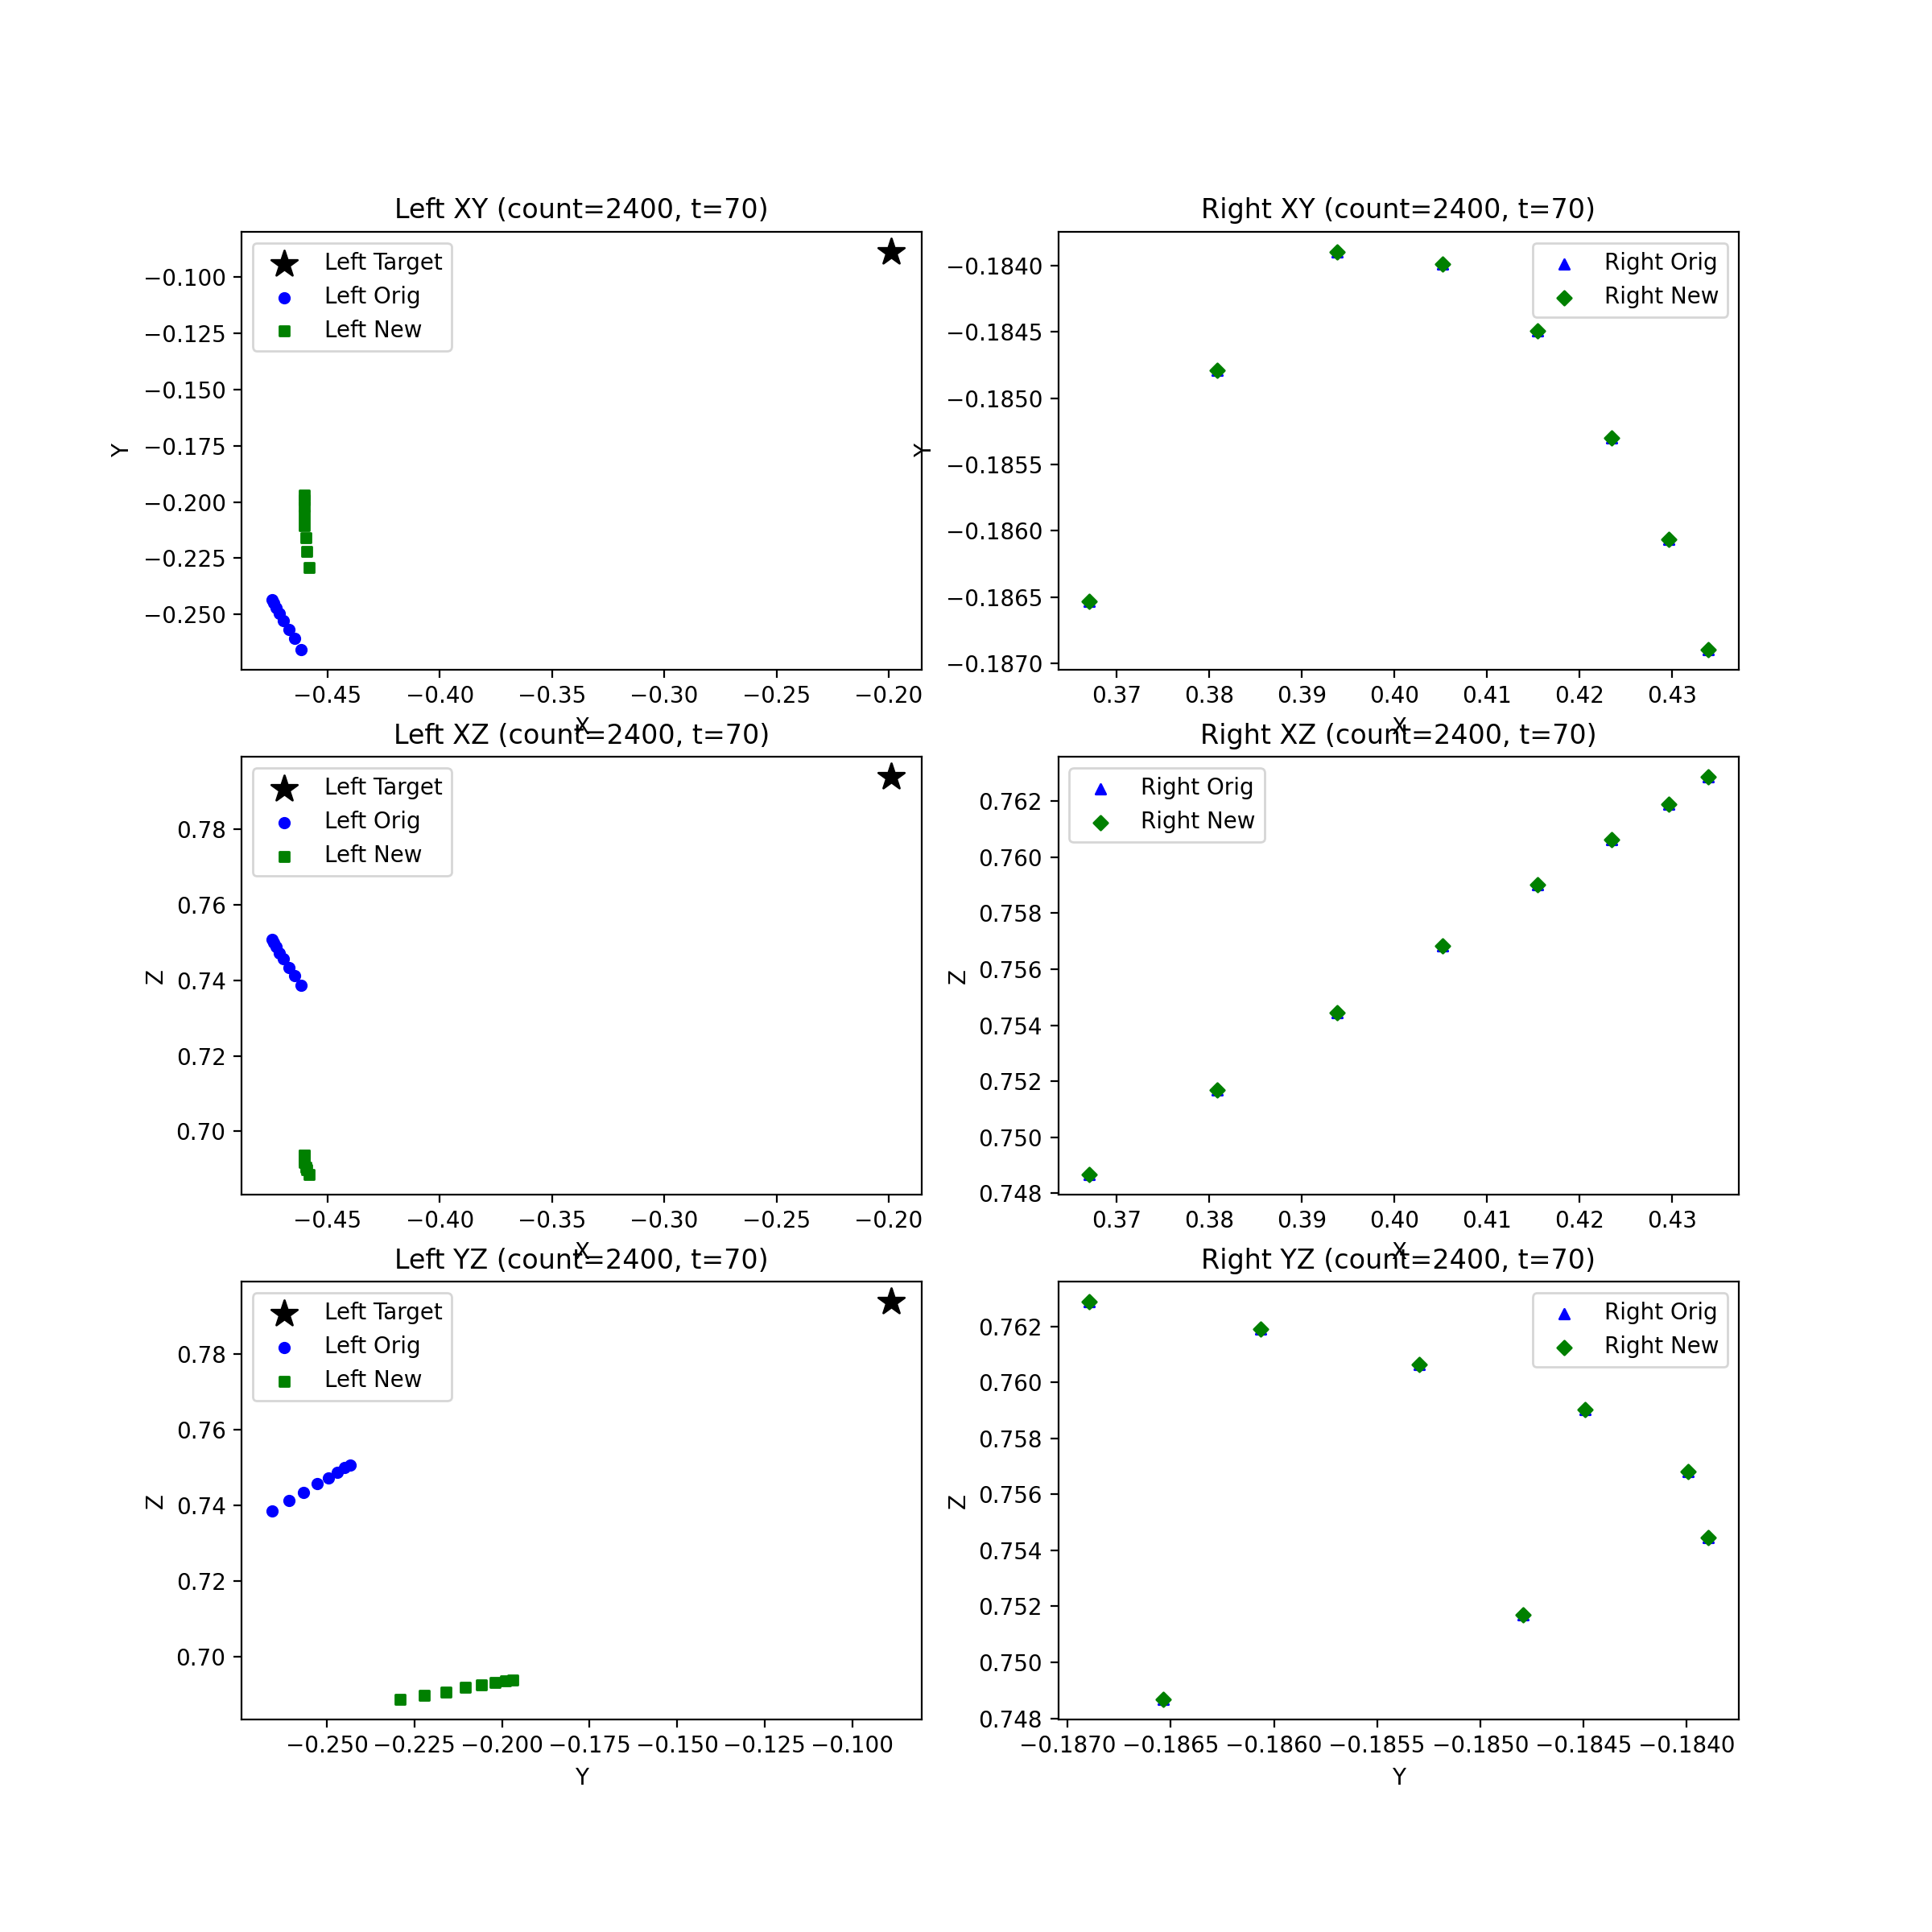 Left XY (count=2400, t=70)
Left Target
Left Orig
Left New
−0.100
−0.125
−0.150
−0.175
−0.200
−0.225
−0.250
Y
−0.45
−0.40
−0.35
−0.30
−0.25
−0.20
X
Right XY (count=2400, t=70)
Right Orig
Right New
−0.1840
−0.1845
−0.1850
−0.1855
−0.1860
−0.1865
−0.1870
Y
0.37
0.38
0.39
0.40
0.41
0.42
0.43
X
Left XZ (count=2400, t=70)
Left Target
Left Orig
Left New
0.78
0.76
0.74
0.72
0.70
Z
−0.45
−0.40
−0.35
−0.30
−0.25
−0.20
X
Right XZ (count=2400, t=70)
Right Orig
Right New
0.762
0.760
0.758
0.756
0.754
0.752
0.750
0.748
Z
0.37
0.38
0.39
0.40
0.41
0.42
0.43
X
Left YZ (count=2400, t=70)
Left Target
Left Orig
Left New
0.78
0.76
0.74
0.72
0.70
Z
−0.250
−0.225
−0.200
−0.175
−0.150
−0.125
−0.100
Y
Right YZ (count=2400, t=70)
Right Orig
Right New
0.762
0.760
0.758
0.756
0.754
0.752
0.750
0.748
Z
−0.1870
−0.1865
−0.1860
−0.1855
−0.1850
−0.1845
−0.1840
Y